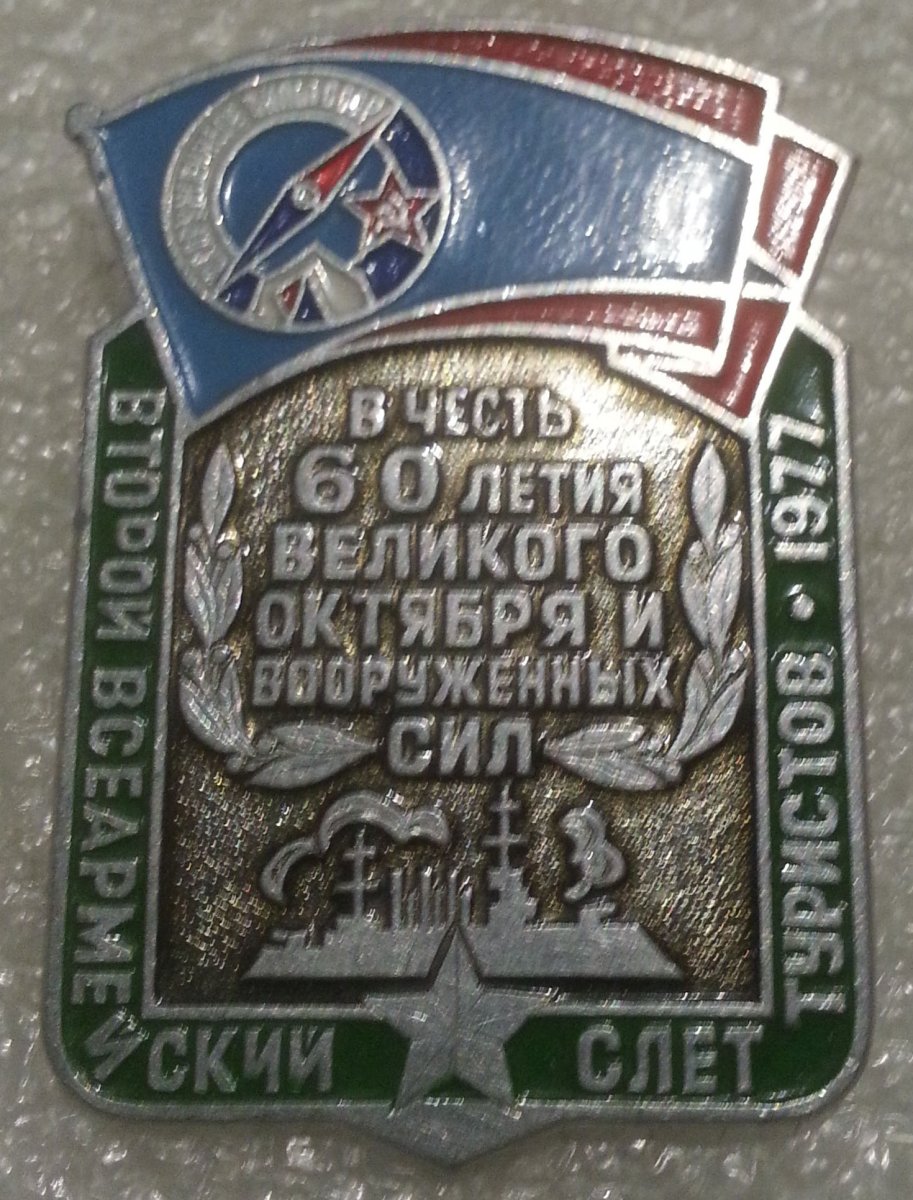 В ЧЕСТЬ
60 ЛЕТИЯ
ВЕЛИКОГО
ОКТЯБРЯ И
ВООРУЖЕННЫХ
СИЛ
ВТОРОЙ ВСЕАРМЕЙСКИЙ СЛЕТ ТУРИСТОВ • 1977